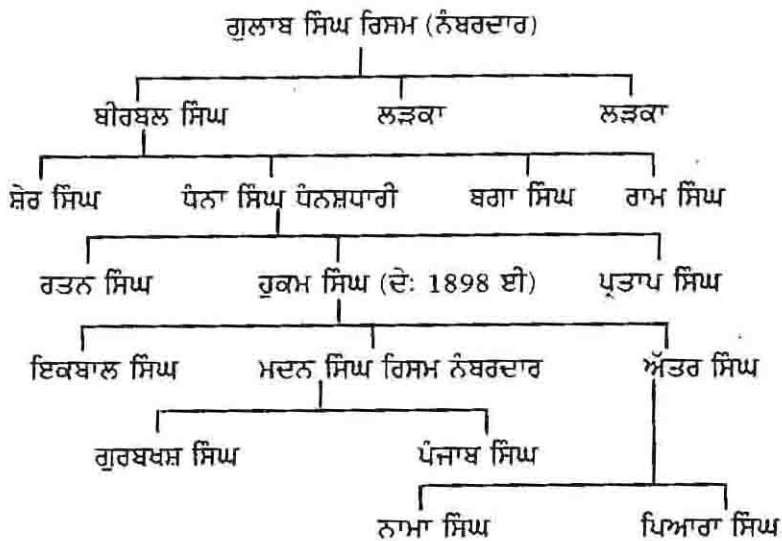 ਗੁਲਾਬ ਸਿੰਘ ਰਿਸਮ (ਨੰਬਰਦਾਰ)
ਬੀਰਬਲ ਸਿੰਘ ਲੜਕਾ ਲੜਕਾ
ਸ਼ੇਰ ਸਿੰਘ ਧੰਨਾ ਸਿੰਘ ਧੰਨਸ਼ਧਾਰੀ ਬਗਾ ਸਿੰਘ ਰਾਮ ਸਿੰਘ
ਰਤਨ ਸਿੰਘ ਹੁਕਮ ਸਿੰਘ (ਦੇ: 1898 ਈ) ਪ੍ਰਤਾਪ ਸਿੰਘ
ਇਕਬਾਲ ਸਿੰਘ ਮਦਨ ਸਿੰਘ ਰਿਸਮ ਨੰਬਰਦਾਰ ਅੱਤਰ ਸਿੰਘ
ਗੁਰਬਖਸ਼ ਸਿੰਘ ਪੰਜਾਬ ਸਿੰਘ
ਨਾਮਾ ਸਿੰਘ ਪਿਆਰਾ ਸਿੰਘ